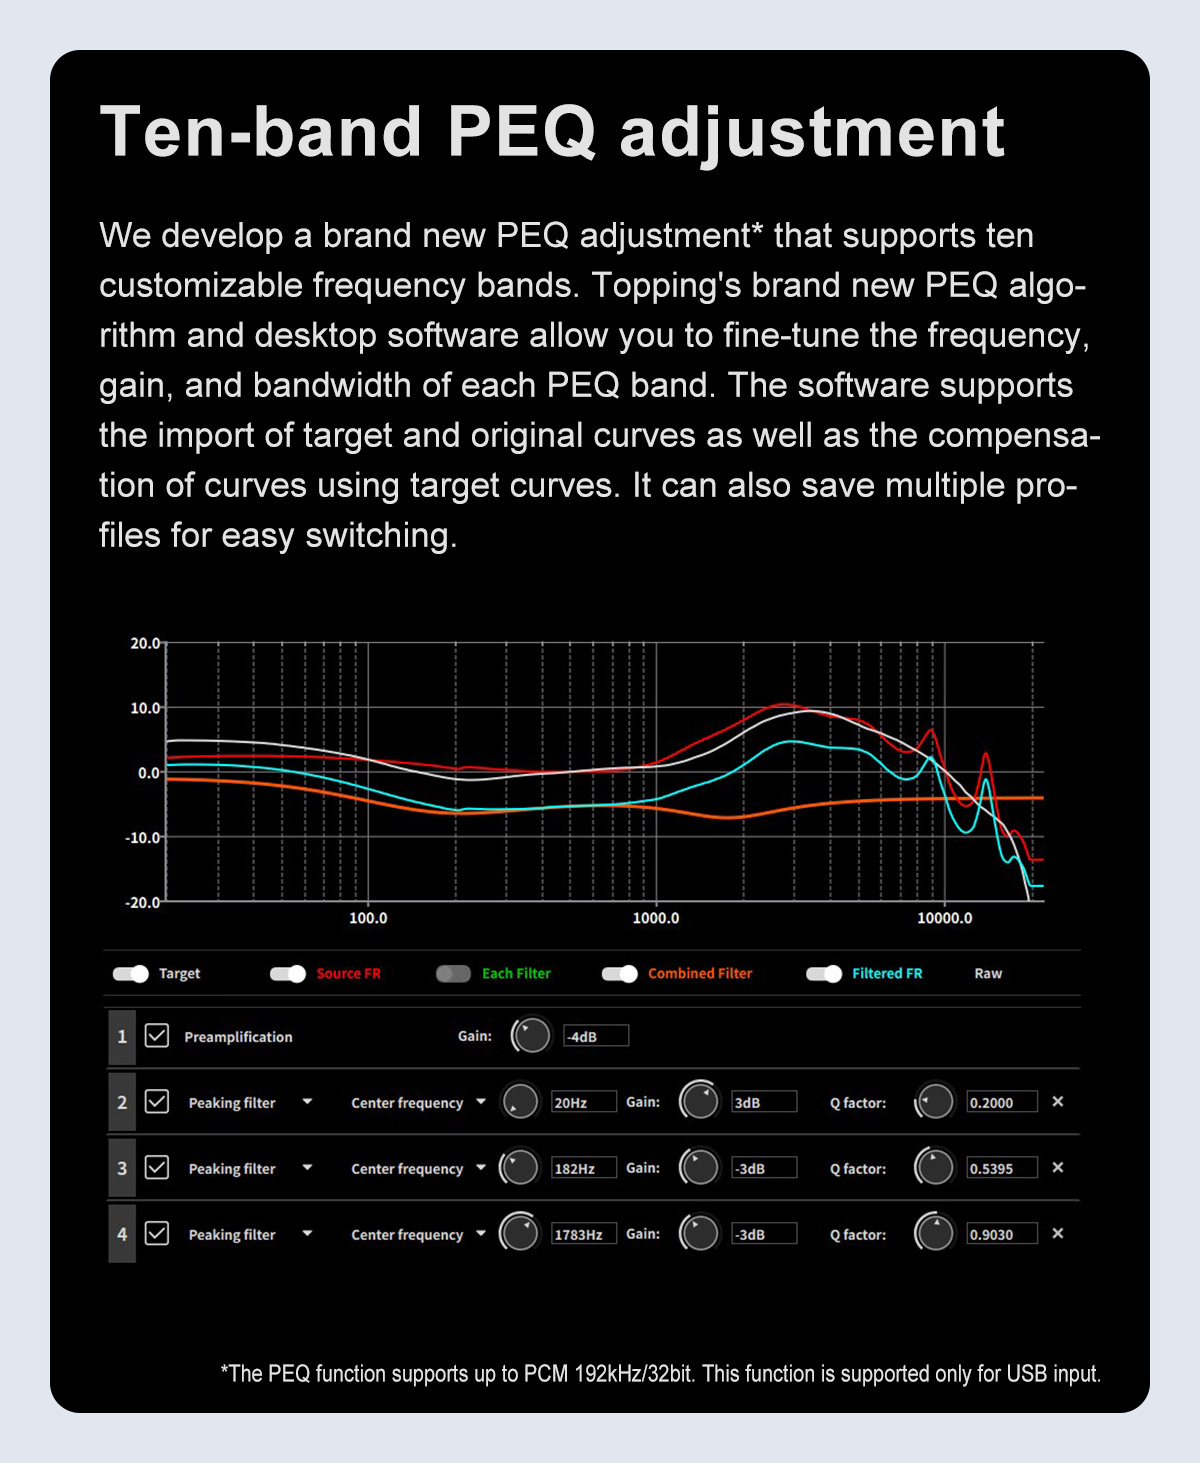 Ten-band PEQ adjustment
We develop a brand new PEQ adjustment* that supports ten
customizable frequency bands. Topping's brand new PEQ algo-
rithm and desktop software allow you to fine-tune the frequency,
gain, and bandwidth of each PEQ band. The software supports
the import of target and original curves as well as the compensa-
tion of curves using target curves. It can also save multiple pro-
files for easy switching.
20.0
10.0
0.0
-10.0
-20.0
100.0 1000.0 10000.0
Target Source FR Each Filter Combined Filter Filtered FR Raw
1 Preamplification Gain: -4dB
2 Peaking filter Center frequency 20Hz Gain: 3dB Q factor: 0.2000 ×
3 Peaking filter Center frequency 182Hz Gain: -3dB Q factor: 0.5395 ×
4 Peaking filter Center frequency 1783Hz Gain: -3dB Q factor: 0.9030 ×
*The PEQ function supports up to PCM 192kHz/32bit. This function is supported only for USB input.